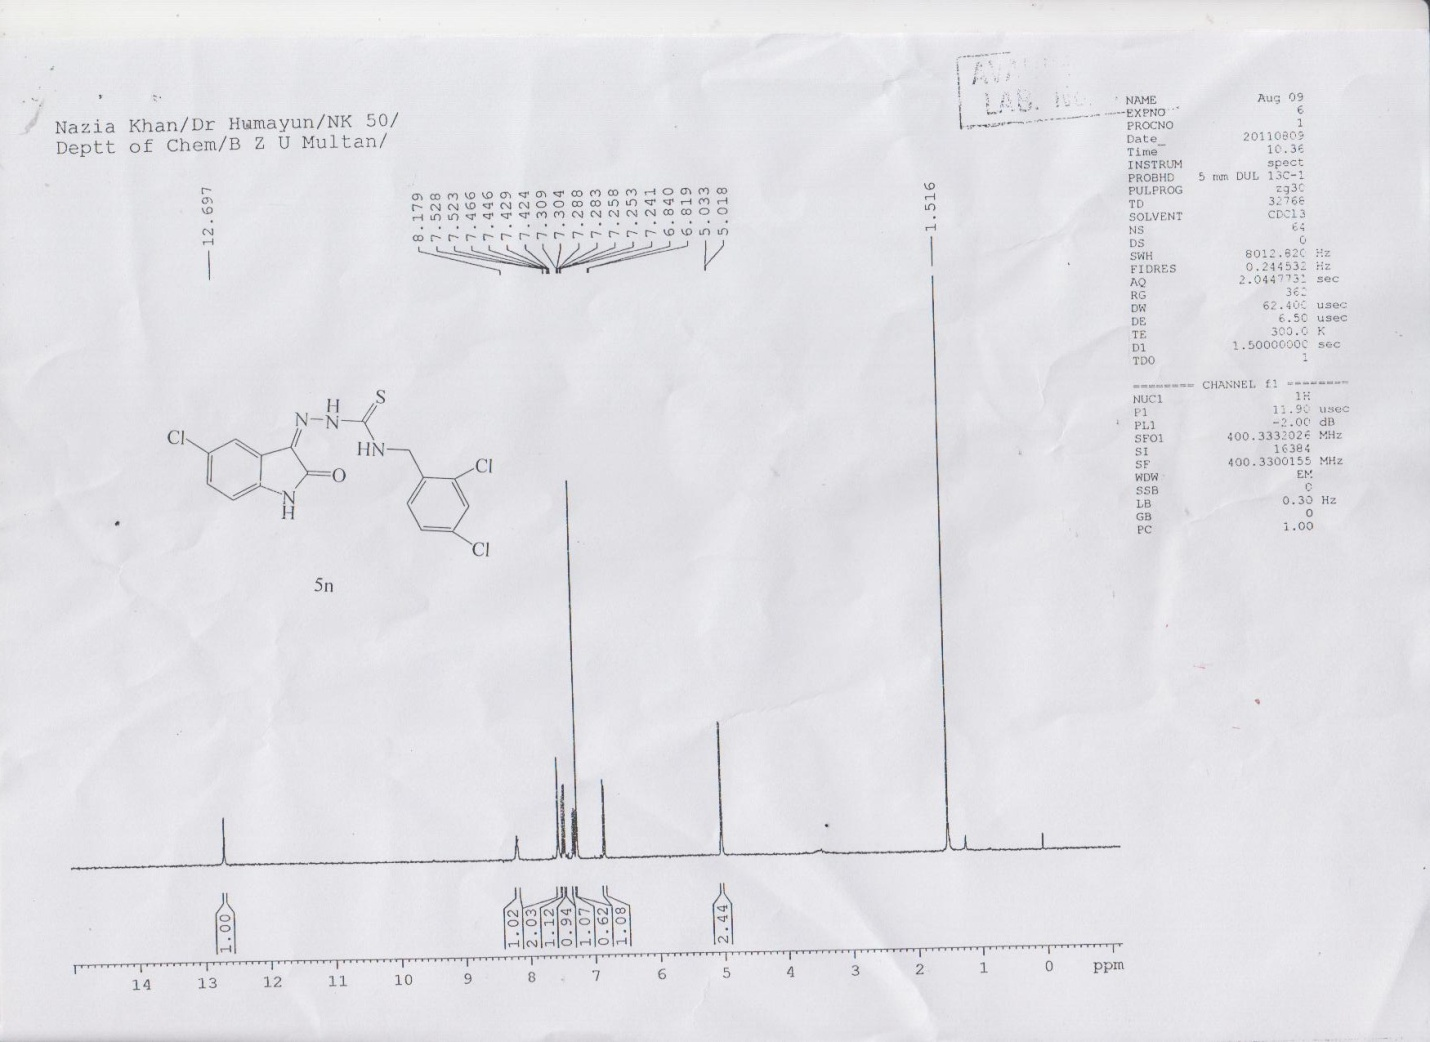 Nazia Khan/Dr Humayun/NK 50/
Deptt of Chem/B Z U Multan/
LAB.
12.697
8.179
7.528
7.523
7.466
7.446
7.429
7.424
7.309
7.304
7.288
7.283
7.258
7.253
7.241
6.840
6.819
5.033
5.018
1.516
NAME Aug 09
EXPNO 6
PROCNO 1
Date_ 20110809
Time 10.36
INSTRUM spect
PROBHD 5 mm DUL 13C-1
PULPROG zg30
TD 32768
SOLVENT CDCl3
NS 64
DS 0
SWH 8012.820 Hz
FIDRES 0.244532 Hz
AQ 2.0447731 sec
RG
DW 62.400 usec
DE 6.50 usec
TE 300.0 K
D1 1.50000000 sec
TD0 1
======== CHANNEL f1 ========
NUC1 1H
P1 11.90 usec
PL1 -2.00 dB
SFO1 400.3332026 MHz
SI 16384
SF 400.3300155 MHz
WDW EM
SSB 0
LB 0.30 Hz
GB 0
PC 1.00
H
S
N
N
Cl
HN
Cl
O
N
H
Cl
5n
1.00
1.02
2.03
1.12
0.94
1.07
0.62
1.08
2.44
14 13 12 11 10 9 8 7 6 5 4 3 2 1 0 ppm